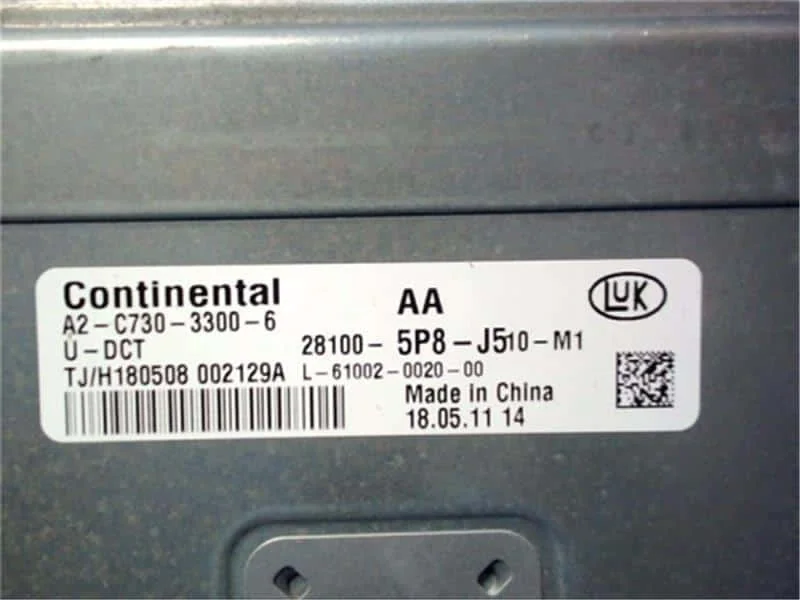 Continental
AA
LUK
A2-C730-3300-6
Ü-DCT
28100-5P8-J510-M1
TJ/H180508 002129A L-61002-0020-00
Made in China
18.05.11 14